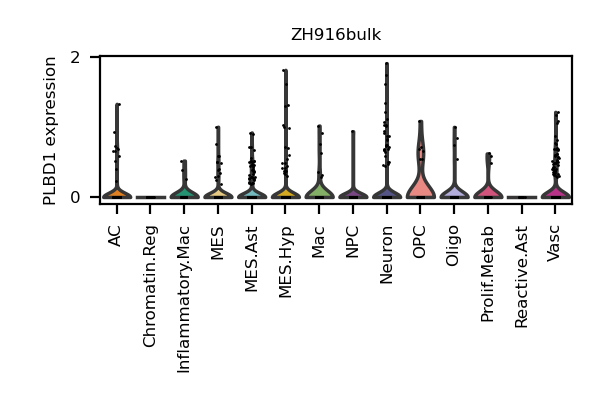 ZH916bulk
PLBD1 expression
2
0
AC
Chromatin.Reg
Inflammatory.Mac
MES
MES.Ast
MES.Hyp
Mac
NPC
Neuron
OPC
Oligo
Prolif.Metab
Reactive.Ast
Vasc